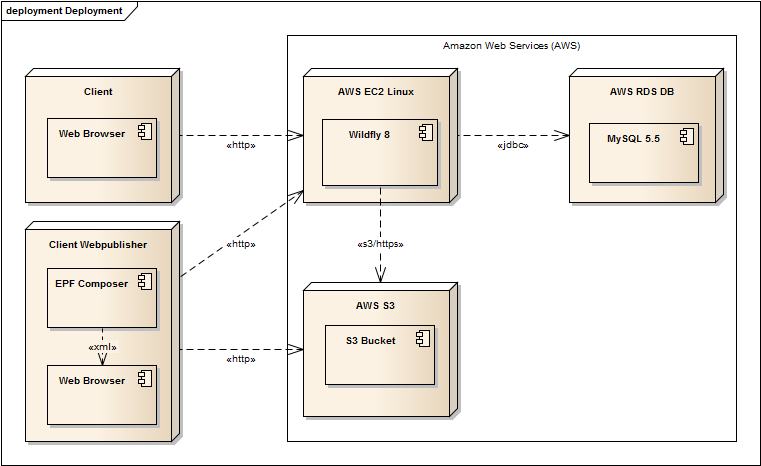 deployment Deployment
Amazon Web Services (AWS)
Client
Web Browser
«http»
AWS EC2 Linux
Wildfly 8
«jdbc»
AWS RDS DB
MySQL 5.5
Client Webpublisher
EPF Composer
«xml»
Web Browser
«http»
«s3/https»
«http»
AWS S3
S3 Bucket